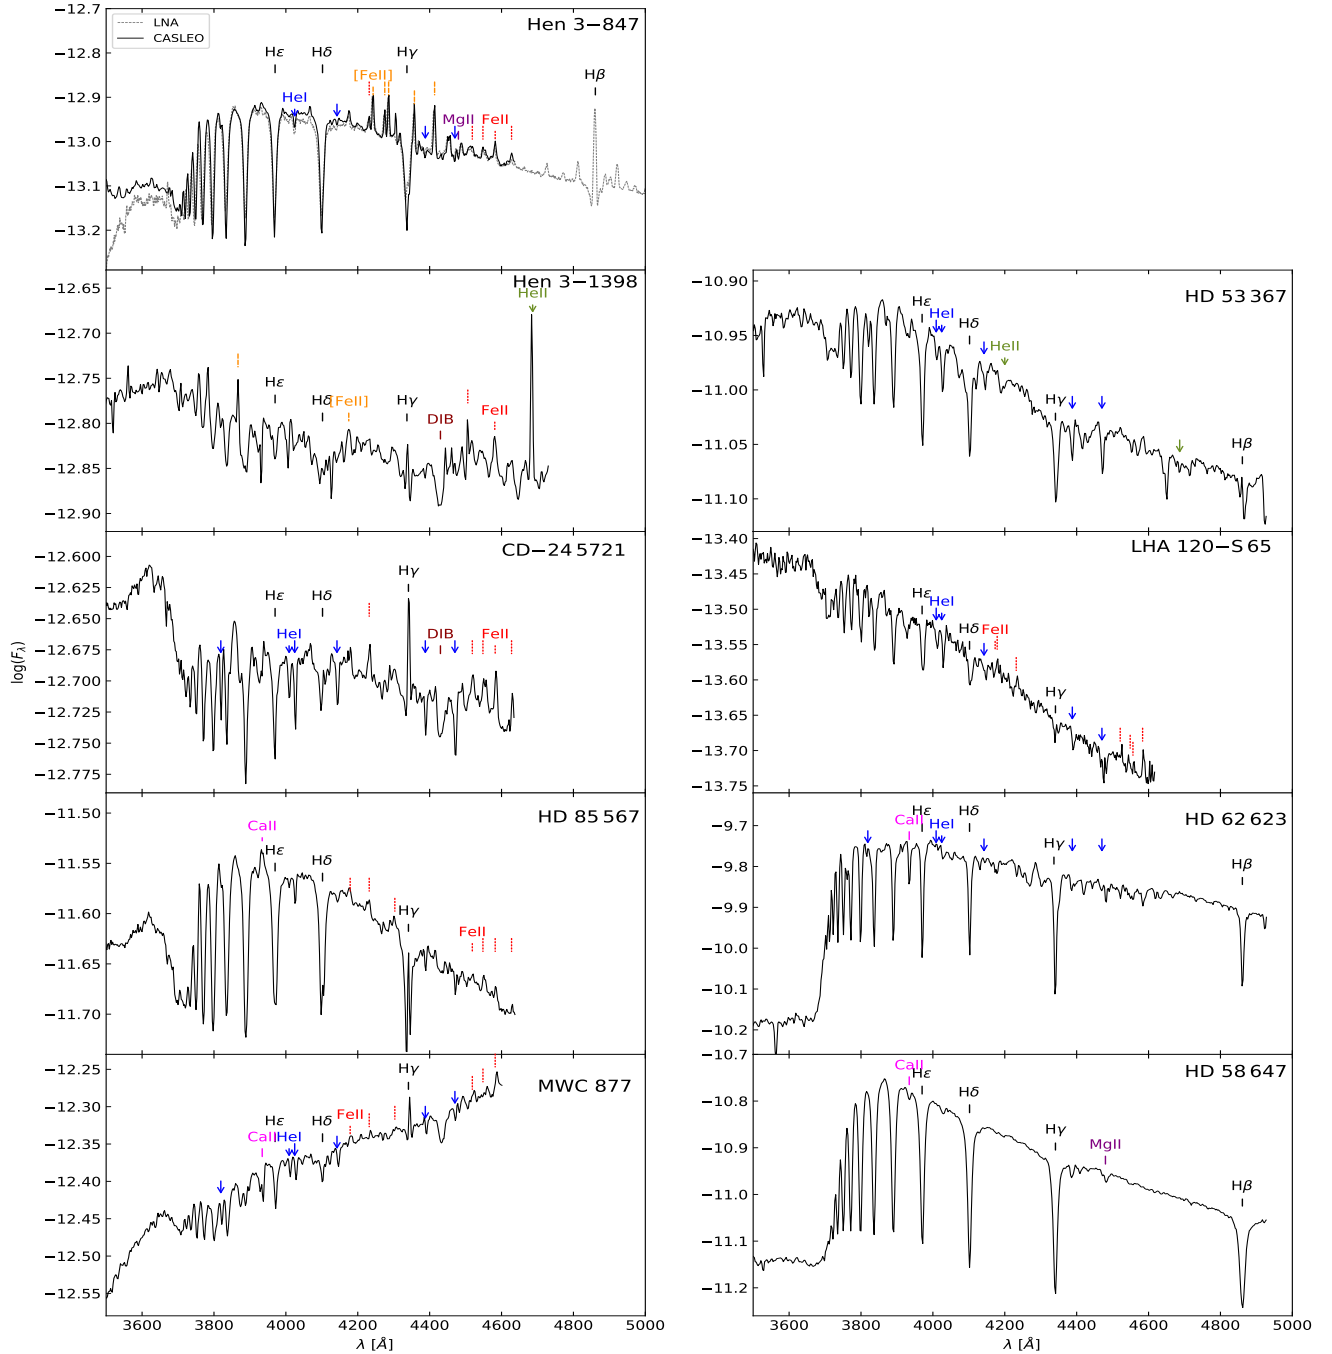 LNA
CASLEO
Hen 3−847
Hε
Hδ
Hγ
Hβ
[FeII]
HeI
MgII
FeII
−12.7
−12.8
−12.9
−13.0
−13.1
−13.2
Hen 3−1398
HeII
Hε
Hδ
[FeII]
Hγ
DIB
FeII
−12.65
−12.70
−12.75
−12.80
−12.85
−12.90
CD−24 5721
Hγ
Hε
Hδ
HeI
DIB
FeII
−12.600
−12.625
−12.650
−12.675
−12.700
−12.725
−12.750
−12.775
log(Fλ)
HD 85 567
CaII
Hε
Hδ
Hγ
FeII
−11.50
−11.55
−11.60
−11.65
−11.70
MWC 877
Hγ
Hε
Hδ
FeII
CaII
HeI
−12.25
−12.30
−12.35
−12.40
−12.45
−12.50
−12.55
3600 3800 4000 4200 4400 4600 4800 5000
λ [Å]
HD 53 367
Hε
HeI
Hδ
HeII
Hγ
Hβ
−10.90
−10.95
−11.00
−11.05
−11.10
LHA 120−S 65
Hε
HeI
Hδ
FeII
Hγ
−13.40
−13.45
−13.50
−13.55
−13.60
−13.65
−13.70
−13.75
HD 62 623
Hε
Hδ
CaII
HeI
Hγ
Hβ
−9.7
−9.8
−9.9
−10.0
−10.1
−10.2
HD 58 647
CaII
Hε
Hδ
Hγ
MgII
Hβ
−10.7
−10.8
−10.9
−11.0
−11.1
−11.2
3600 3800 4000 4200 4400 4600 4800 5000
λ [Å]